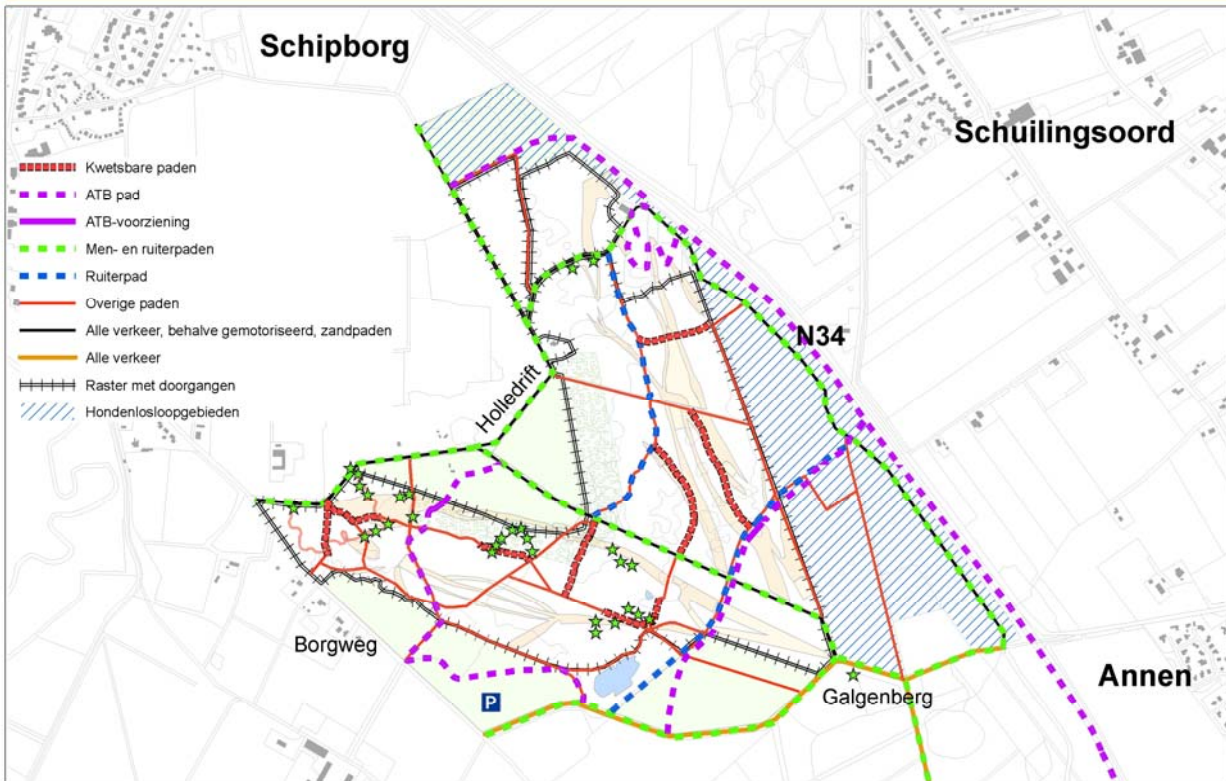 Schipborg
Schuilingsoord
Kwetsbare paden
ATB pad
ATB-voorziening
Men- en ruiterpaden
Ruiterpad
Overige paden
Alle verkeer, behalve gemotoriseerd, zandpaden
Alle verkeer
Raster met doorgangen
Hondenlosloopgebieden
N34
Holledrift
Borgweg
Annen
Galgenberg
P